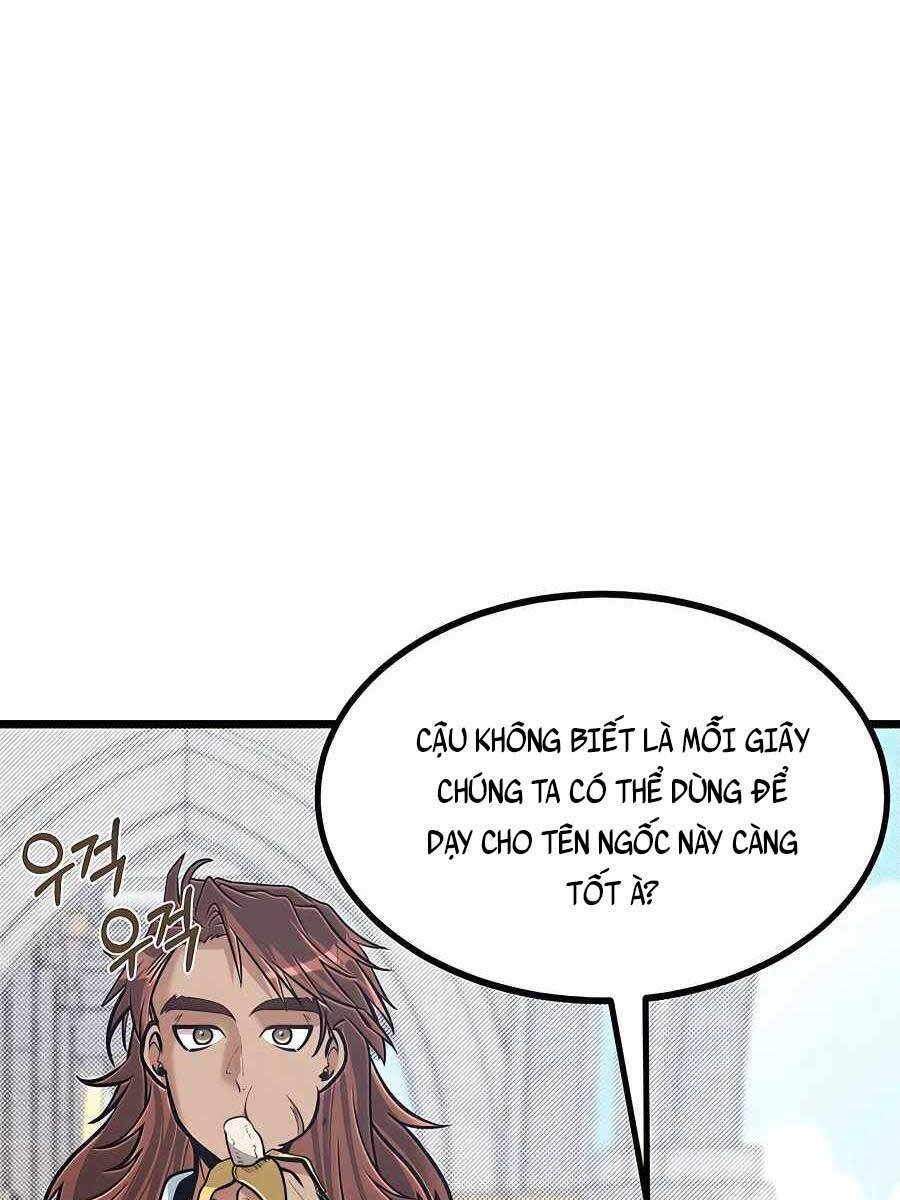 CẬU KHÔNG BIẾT LÀ MỖI GIÂY
CHÚNG TA CÓ THỂ DÙNG ĐỂ
DẠY CHO TÊN NGỐC NÀY CÀNG
TỐT À?
우걱
우걱